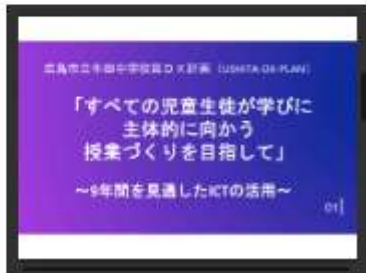 広島市立牛田中学校区DX計画（USHITA-DX-PLAN）
「すべての児童生徒が学びに
主体的に向かう
授業づくりを目指して」
～9年間を見通したICTの活用～
01